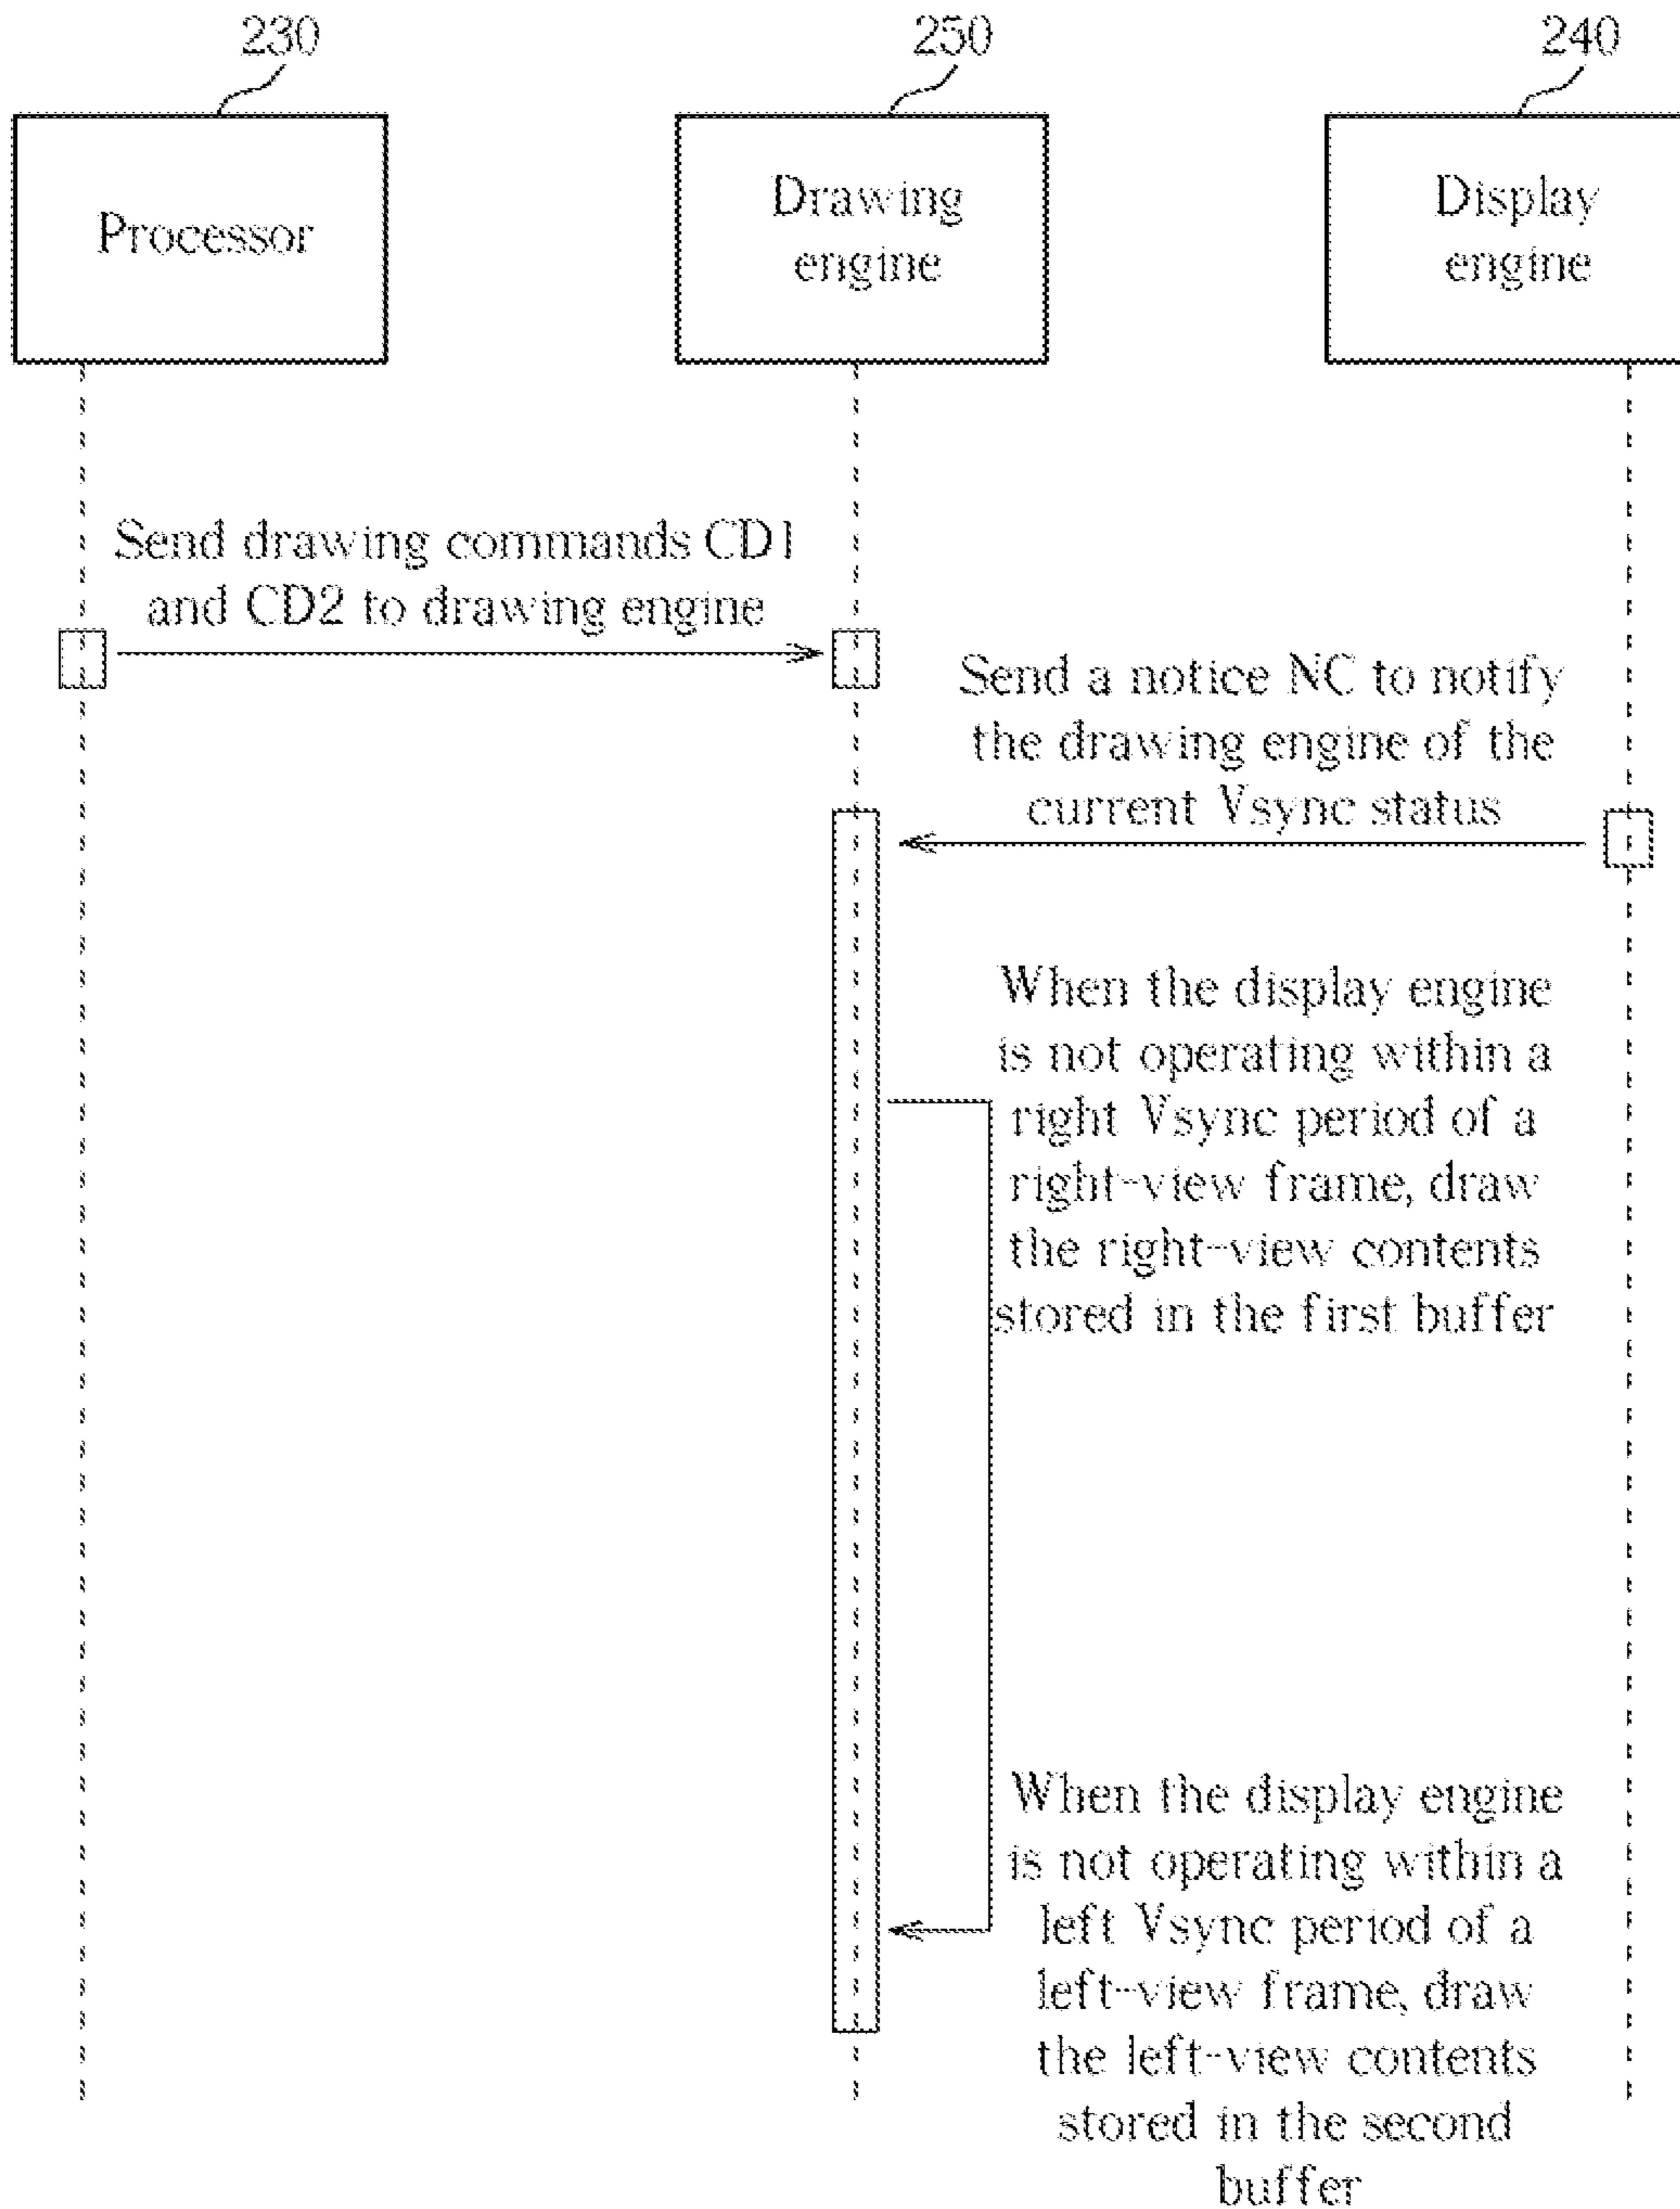 230
250
240
Processor
Drawing
engine
Display
engine
Send drawing commands CD1
and CD2 to drawing engine
Send a notice NC to notify
the drawing engine of the
current Vsync status
When the display engine
is not operating within a
right Vsync period of a
right-view frame, draw
the right-view contents
stored in the first buffer
When the display engine
is not operating within a
left Vsync period of a
left-view frame, draw
the left-view contents
stored in the second
buffer